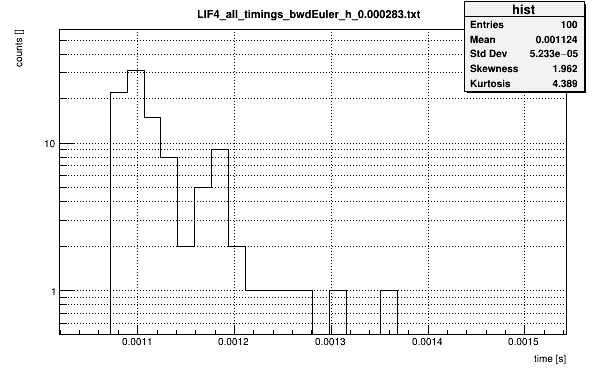 LIF4_all_timings_bwdEuler_h_0.000283.txt
hist
Entries 100
Mean 0.001124
Std Dev 5.233e−05
Skewness 1.962
Kurtosis 4.389
counts []
10
1
0.0011 0.0012 0.0013 0.0014 0.0015
time [s]